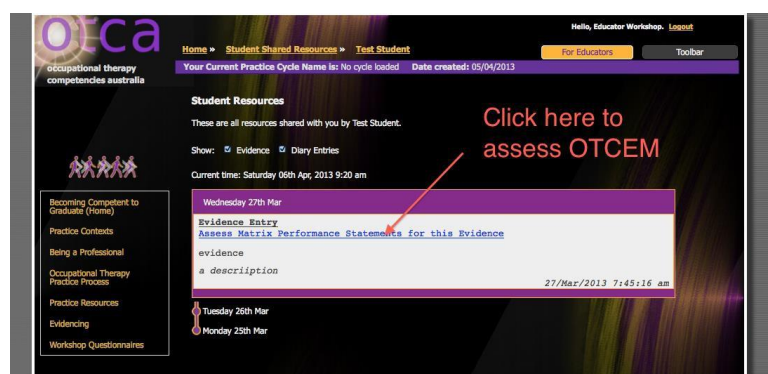 otca
occupational therapy
competencies australia
Hello, Educator Workshop. Logout
Home » Student Shared Resources » Test Student
For Educators
Toolbar
Your Current Practice Cycle Name is: No cycle loaded Date created: 05/04/2013
Student Resources
These are all resources shared with you by Test Student.
Show: Evidence Diary Entries
Current time: Saturday 06th Apr, 2013 9:20 am
Click here to
assess OTCEM
Becoming Competent to
Graduate (Home)
Practice Contexts
Being a Professional
Occupational Therapy
Practice Process
Practice Resources
Evidencing
Workshop Questionnaires
Wednesday 27th Mar
Evidence Entry
Assess Matrix Performance Statements for this Evidence
evidence
a descriiption
27/Mar/2013 7:45:16 am
Tuesday 26th Mar
Monday 25th Mar